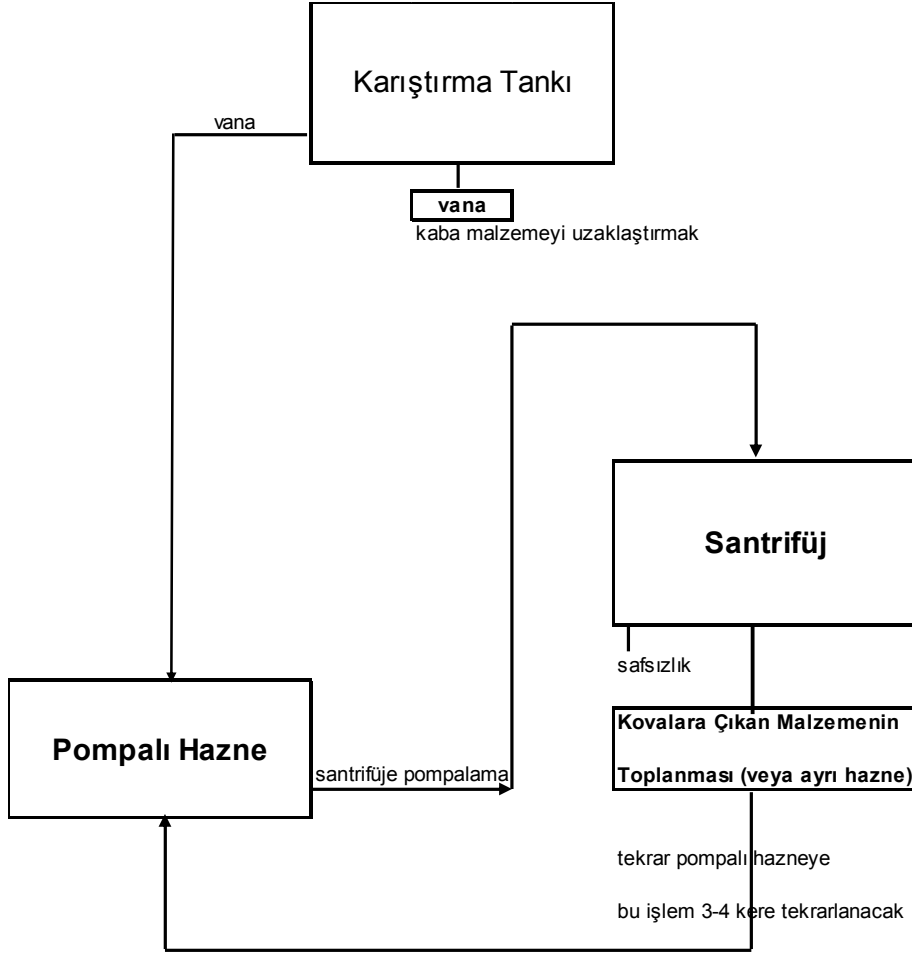 Karıştırma Tankı
vana
vana
kaba malzemeyi uzaklaştırmak
Santrifüj
safsızlık
Kovalara Çıkan Malzemenin
Toplanması (veya ayrı hazne)
Pompalı Hazne
santrifüje pompalama
tekrar pompalı hazneye
bu işlem 3-4 kere tekrarlanacak